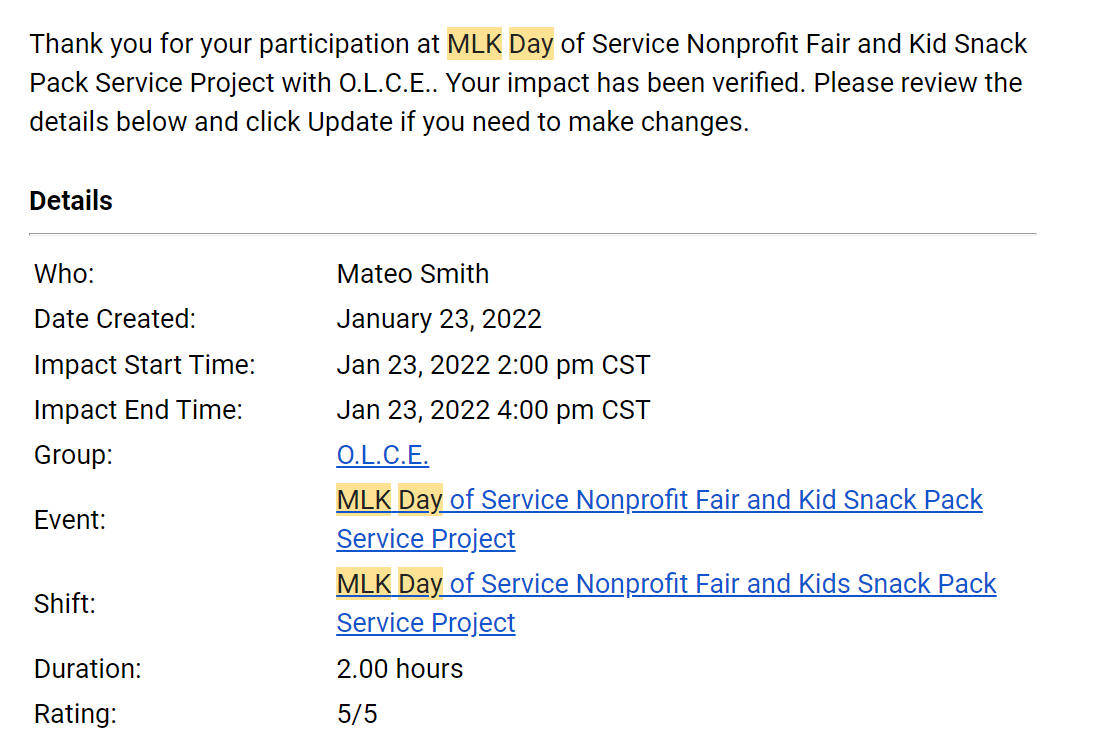 Thank you for your participation at MLK Day of Service Nonprofit Fair and Kid Snack
Pack Service Project with O.L.C.E.. Your impact has been verified. Please review the
details below and click Update if you need to make changes.
Details
Who: Mateo Smith
Date Created: January 23, 2022
Impact Start Time: Jan 23, 2022 2:00 pm CST
Impact End Time: Jan 23, 2022 4:00 pm CST
Group: O.L.C.E.
Event: MLK Day of Service Nonprofit Fair and Kid Snack Pack
Service Project
Shift: MLK Day of Service Nonprofit Fair and Kids Snack Pack
Service Project
Duration: 2.00 hours
Rating: 5/5